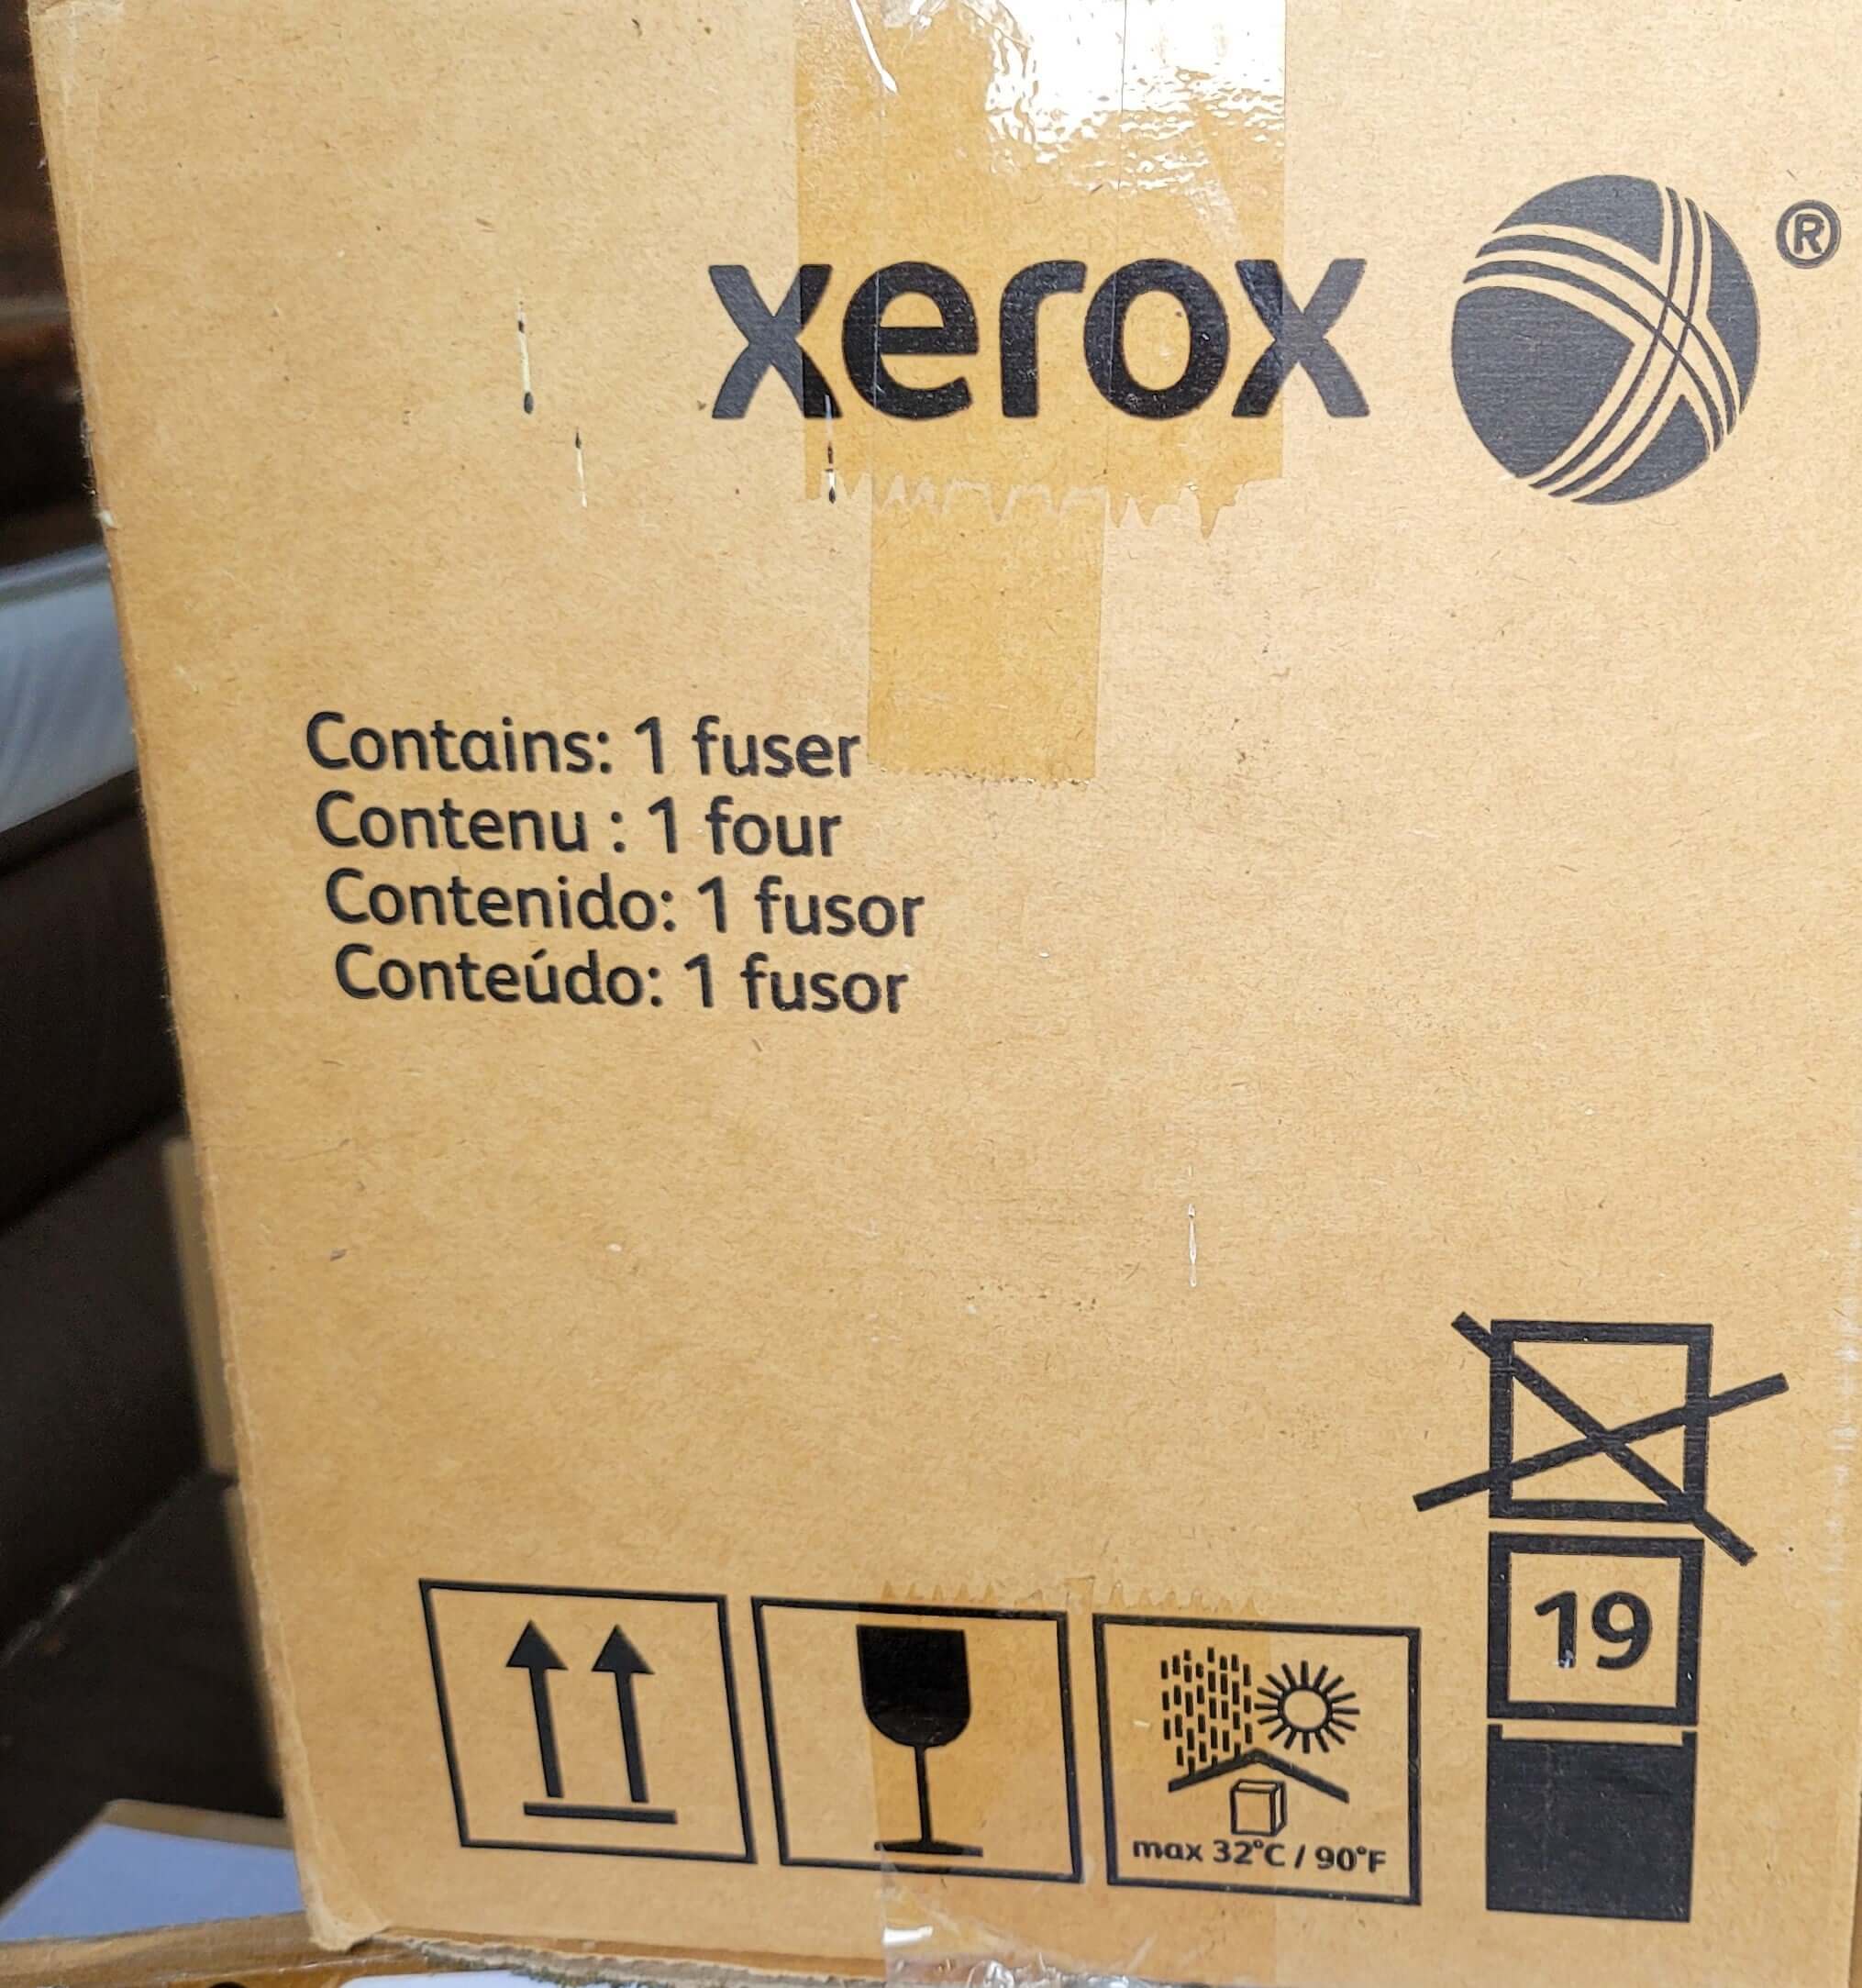 xerox ®
Contains: 1 fuser
Contenu : 1 four
Contenido: 1 fusor
Conteúdo: 1 fusor
19
max 32°C / 90°F